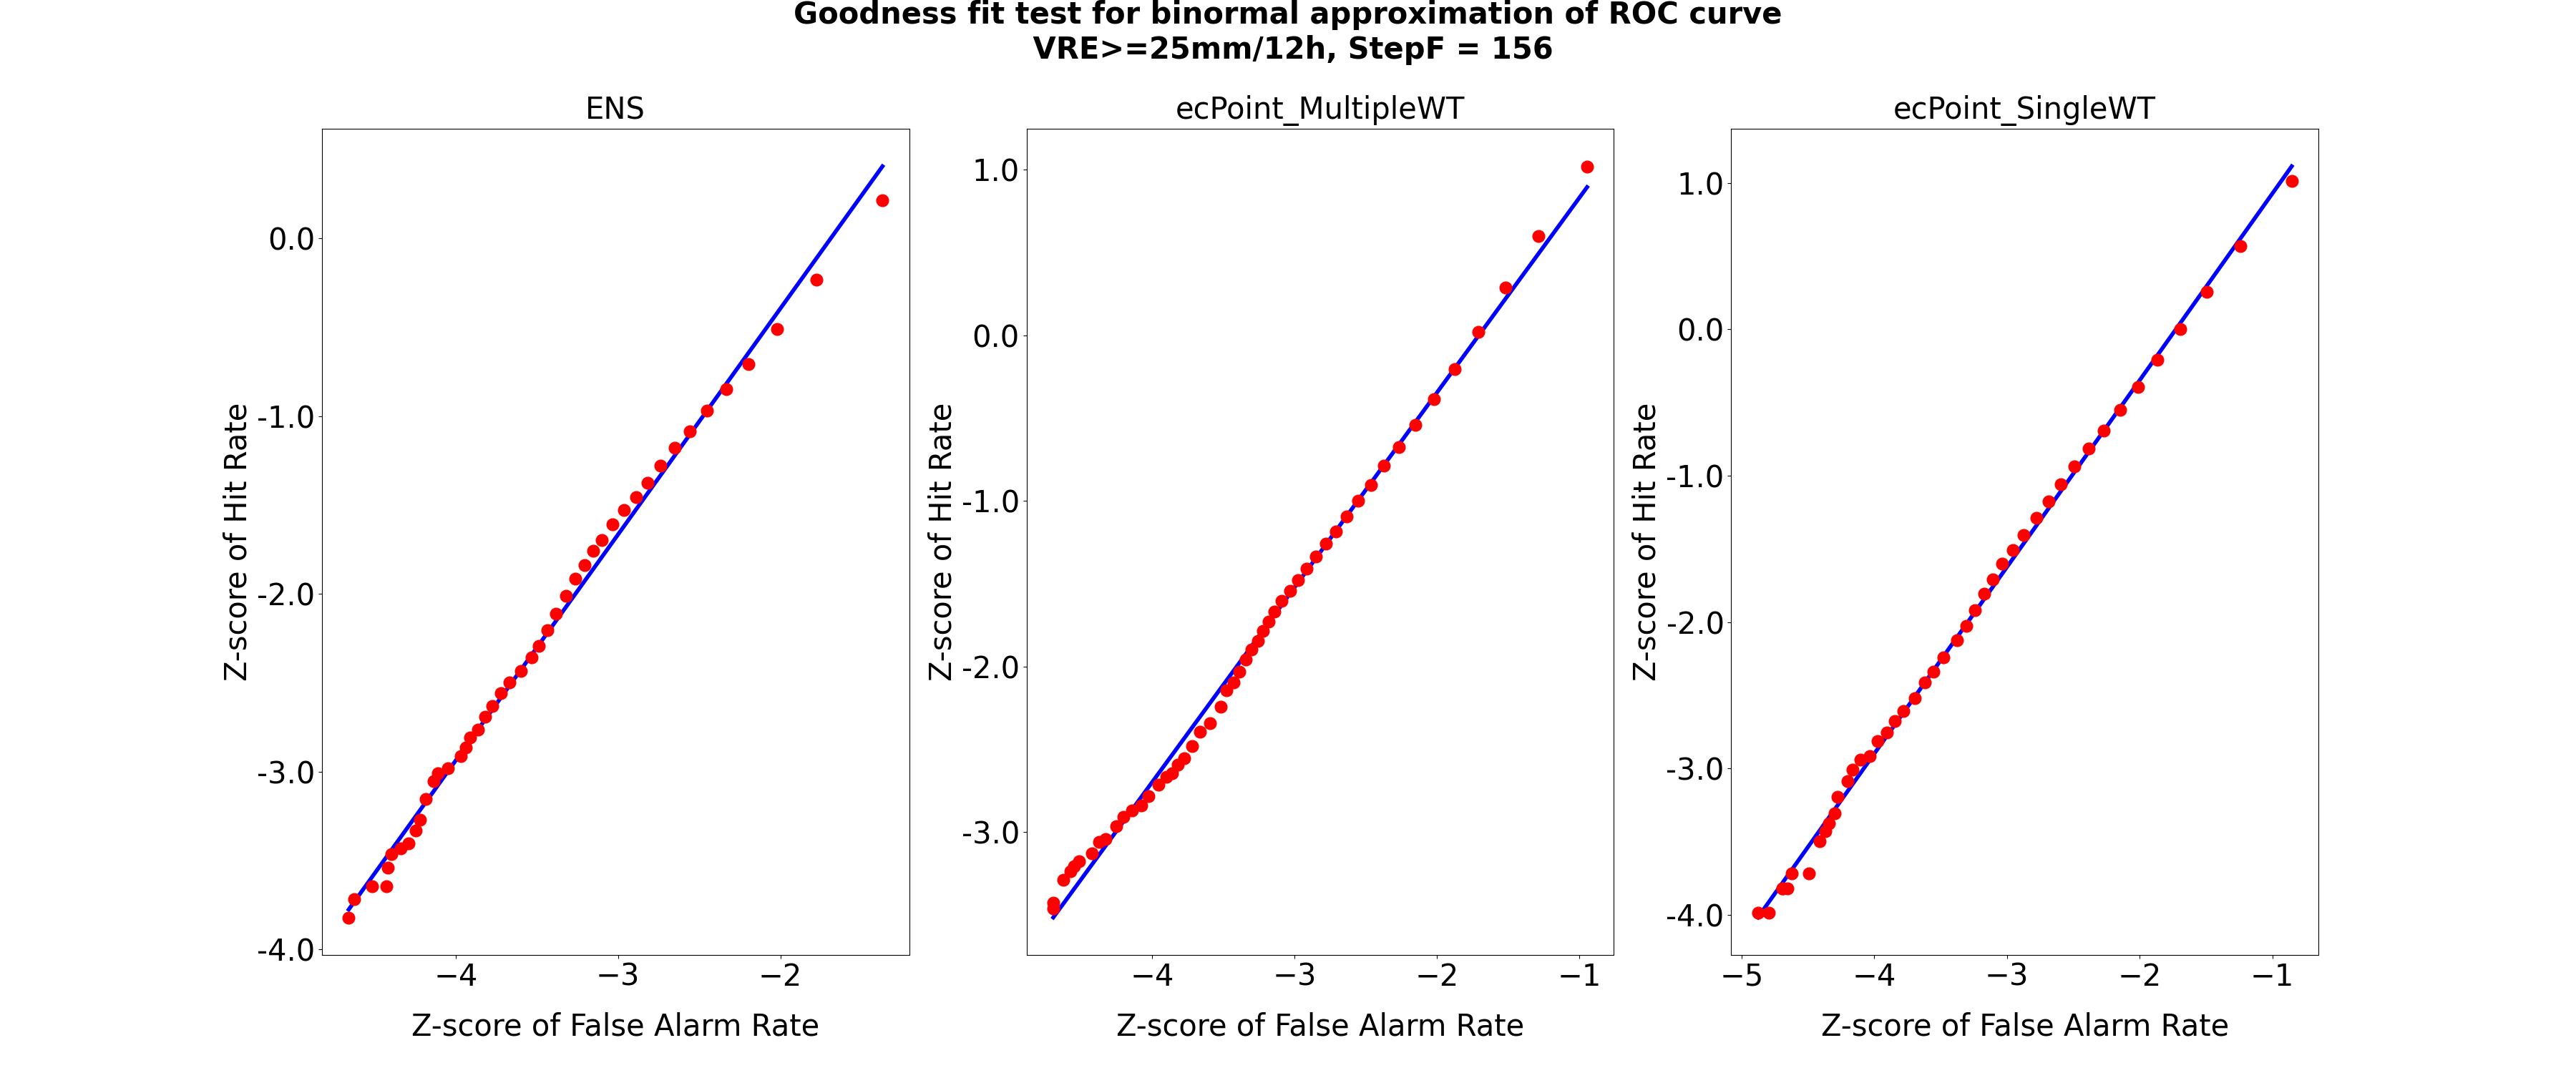 Goodness fit test for binormal approximation of ROC curve
VRE>=25mm/12h, StepF = 156
ENS
Z-score of Hit Rate
0.0
-1.0
-2.0
-3.0
-4.0
−4 −3 −2
Z-score of False Alarm Rate
ecPoint_MultipleWT
Z-score of Hit Rate
1.0
0.0
-1.0
-2.0
-3.0
−4 −3 −2 −1
Z-score of False Alarm Rate
ecPoint_SingleWT
Z-score of Hit Rate
1.0
0.0
-1.0
-2.0
-3.0
-4.0
−5 −4 −3 −2 −1
Z-score of False Alarm Rate